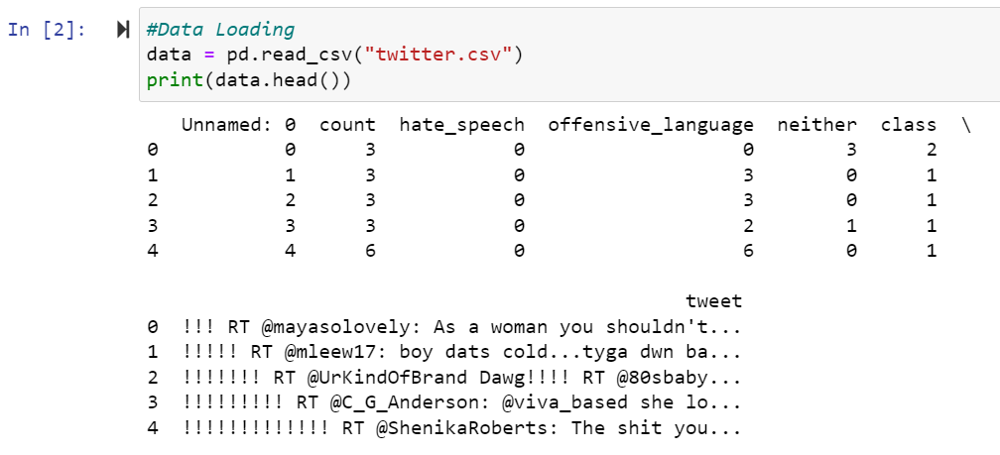 In [2]: #Data Loading
data = pd.read_csv("twitter.csv")
print(data.head())
Unnamed: 0 count hate_speech offensive_language neither class \
0 0 3 0 0 3 2
1 1 3 0 3 0 1
2 2 3 0 3 0 1
3 3 3 0 2 1 1
4 4 6 0 6 0 1
tweet
0 !!! RT @mayasolovely: As a woman you shouldn't...
1 !!!!! RT @mleew17: boy dats cold...tyga dwn ba...
2 !!!!!!! RT @UrKindOfBrand Dawg!!!! RT @80sbaby...
3 !!!!!!!!! RT @C_G_Anderson: @viva_based she lo...
4 !!!!!!!!!!!!! RT @ShenikaRoberts: The shit you...